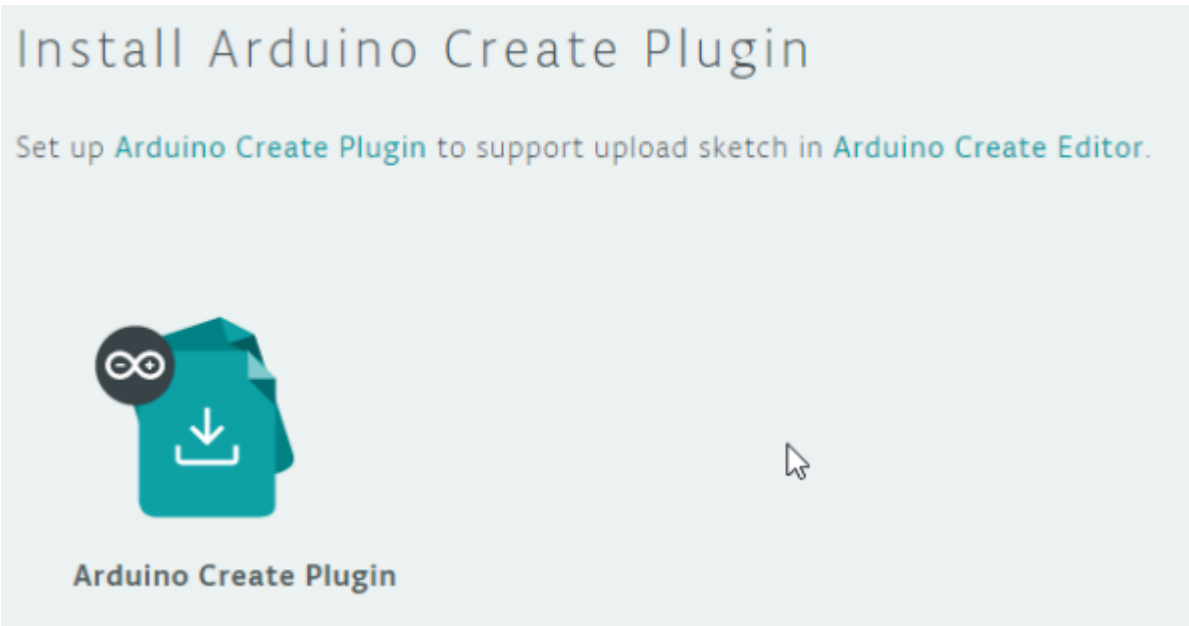 Install Arduino Create Plugin
Set up Arduino Create Plugin to support upload sketch in Arduino Create Editor.
Arduino Create Plugin